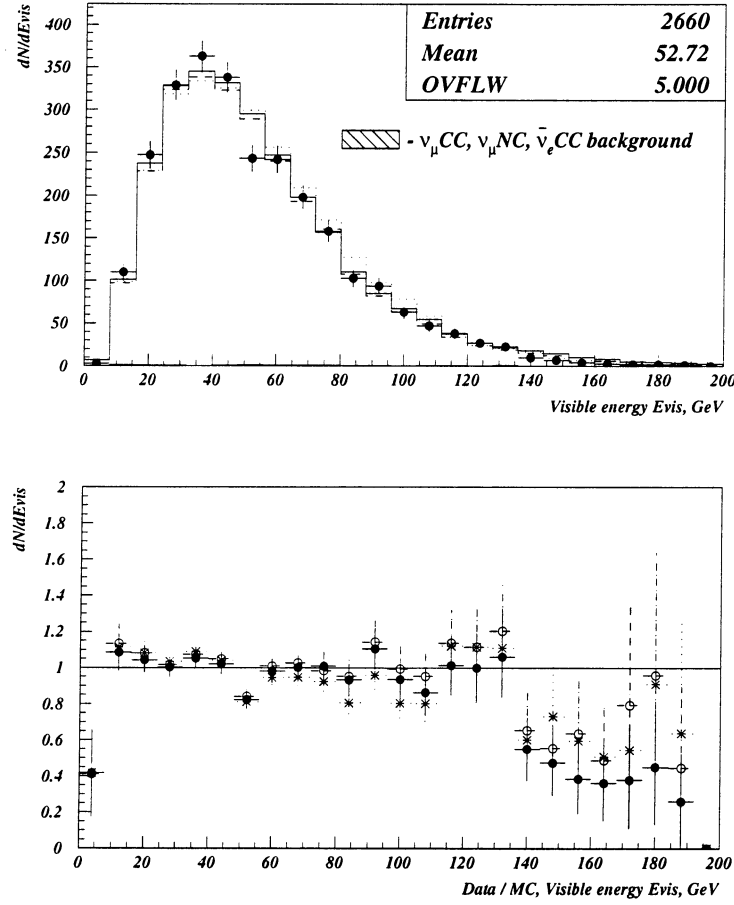 dN/dEvis
400
350
300
250
200
150
100
50
0
Entries 2660
Mean 52.72
OVFLW 5.000
- ν_μCC, ν_μNC, ν̄_eCC background
0 20 40 60 80 100 120 140 160 180 200
Visible energy Evis, GeV
dN/dEvis
2
1.8
1.6
1.4
1.2
1
0.8
0.6
0.4
0.2
0
0 20 40 60 80 100 120 140 160 180 200
Data / MC, Visible energy Evis, GeV